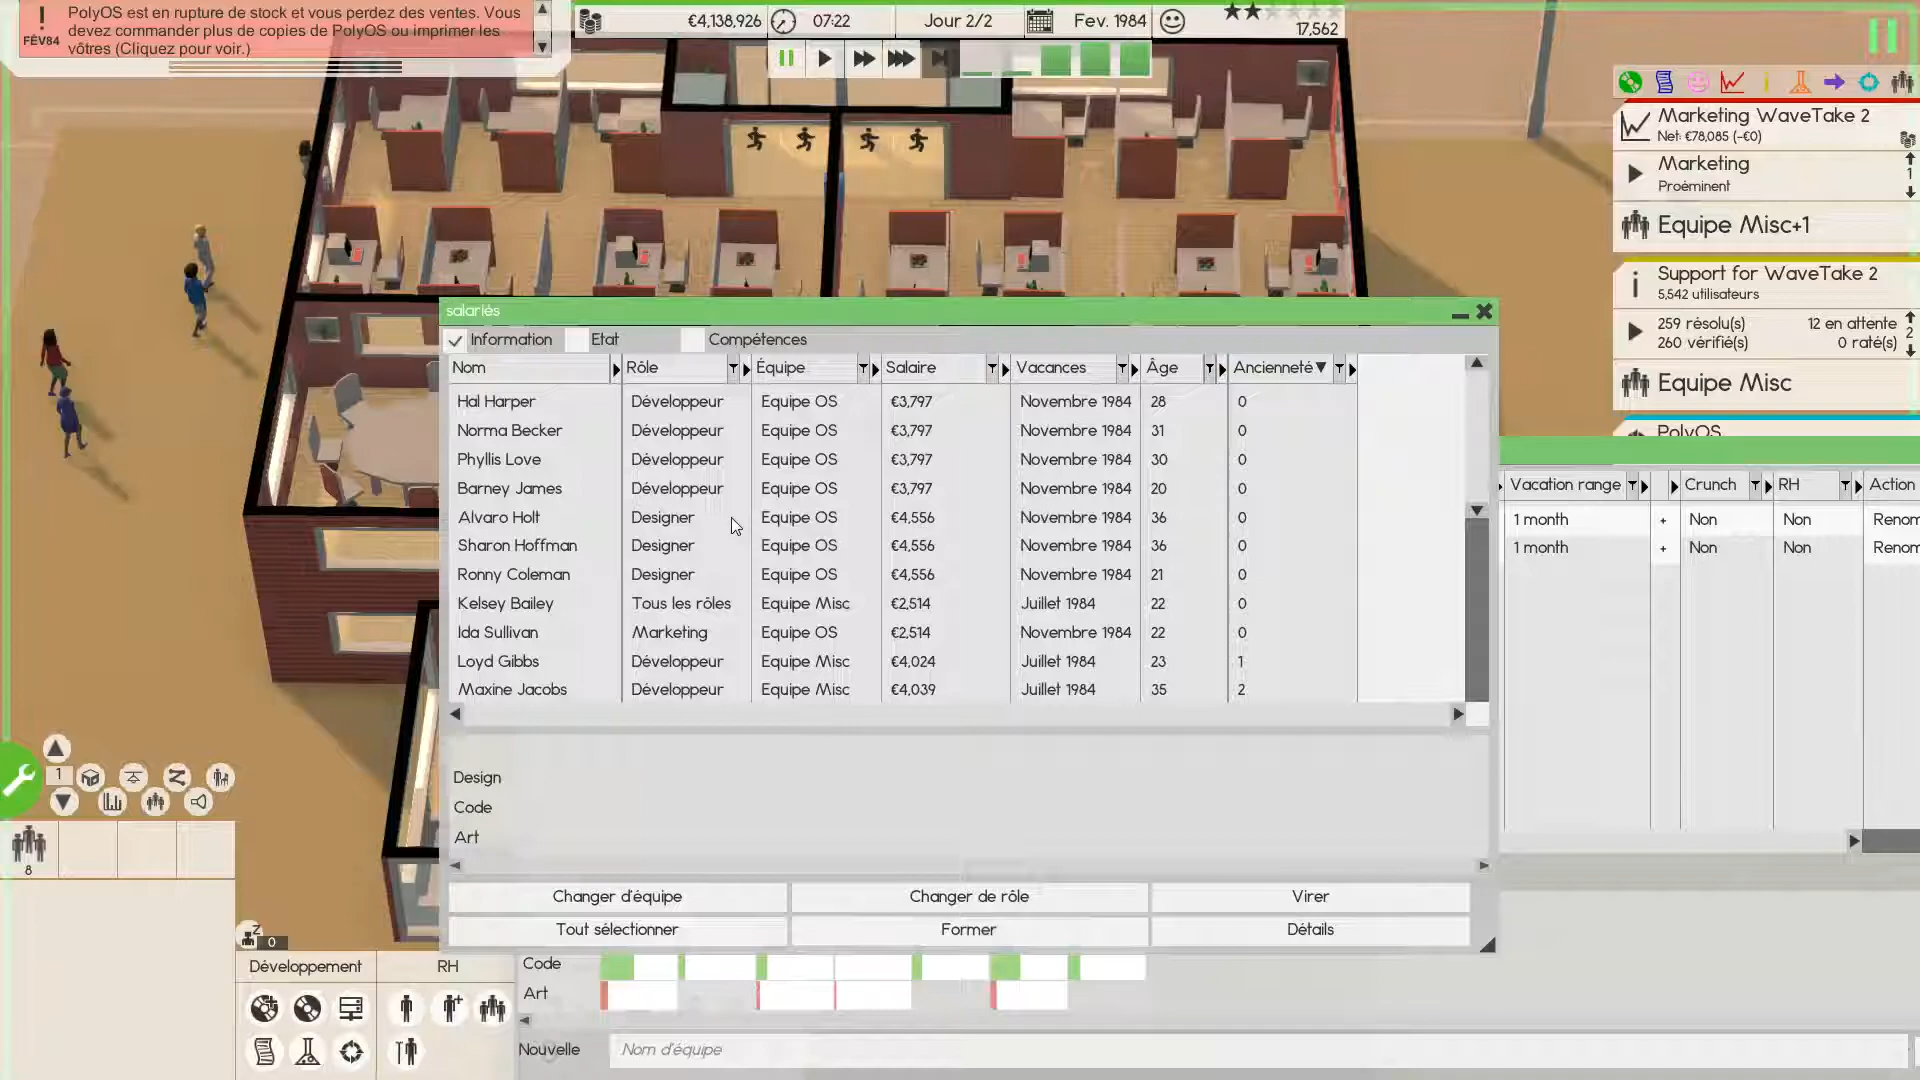 PolyOS est en rupture de stock et vous perdez des ventes. Vous
devez commander plus de copies de PolyOS ou imprimer les
vôtres (Cliquez pour voir.)
FÉV84
€4,138,926
07:22
Jour 2/2
Fev. 1984
17,562
Marketing WaveTake 2
Net: €78,085 (-€0)
Marketing
Proéminent
1
Equipe Misc+1
Support for WaveTake 2
5,542 utilisateurs
259 résolu(s) 12 en attente
260 vérifié(s) 0 raté(s)
2
Equipe Misc
PolyOS
salariés
Information Etat Compétences
Nom Rôle Équipe Salaire Vacances Âge Ancienneté
Hal Harper Développeur Equipe OS €3,797 Novembre 1984 28 0
Norma Becker Développeur Equipe OS €3,797 Novembre 1984 31 0
Phyllis Love Développeur Equipe OS €3,797 Novembre 1984 30 0
Barney James Développeur Equipe OS €3,797 Novembre 1984 20 0
Alvaro Holt Designer Equipe OS €4,556 Novembre 1984 36 0
Sharon Hoffman Designer Equipe OS €4,556 Novembre 1984 36 0
Ronny Coleman Designer Equipe OS €4,556 Novembre 1984 21 0
Kelsey Bailey Tous les rôles Equipe Misc €2,514 Juillet 1984 22 0
Ida Sullivan Marketing Equipe OS €2,514 Novembre 1984 22 0
Loyd Gibbs Développeur Equipe Misc €4,024 Juillet 1984 23 1
Maxine Jacobs Développeur Equipe Misc €4,039 Juillet 1984 35 2
Design
Code
Art
Changer d'équipe Changer de rôle Virer
Tout sélectionner Former Détails
Vacation range Crunch RH Action
1 month + Non Non Renom
1 month + Non Non Renom
1
8
Z
0
Développement RH
Code
Art
Nouvelle Nom d'équipe